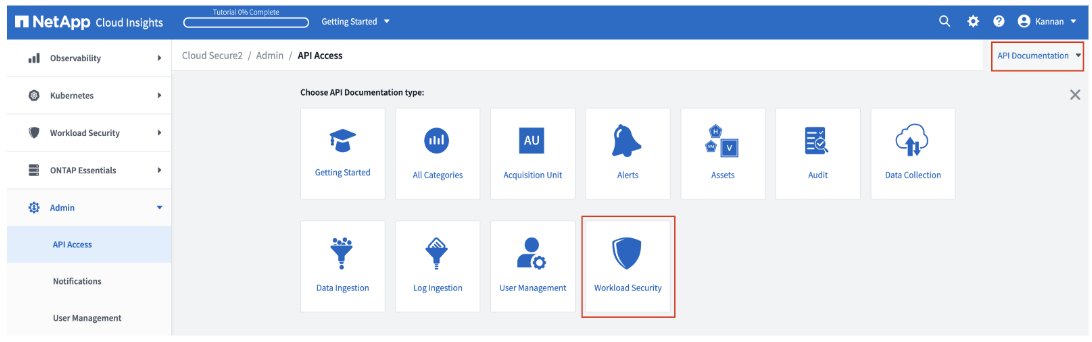 Tutorial 0% Complete
NetApp Cloud Insights
Getting Started
Kannan
Observability
Kubernetes
Workload Security
ONTAP Essentials
Admin
API Access
Notifications
User Management
Cloud Secure2 / Admin / API Access
API Documentation
Choose API Documentation type:
Getting Started
All Categories
AU
Acquisition Unit
Alerts
H
V
Assets
Audit
Data Collection
Data Ingestion
Log Ingestion
User Management
Workload Security